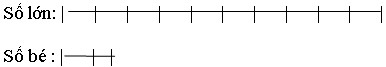 Số lớn:
Số bé :